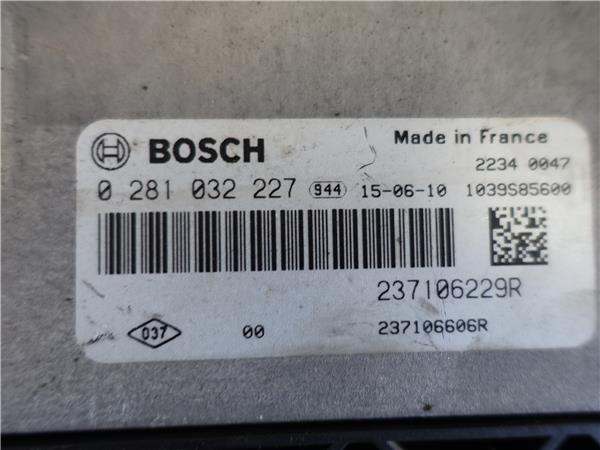 BOSCH Made in France
2234 0047
0 281 032 227 944 15-06-10 1039S85600
237106229R
037 00 237106606R